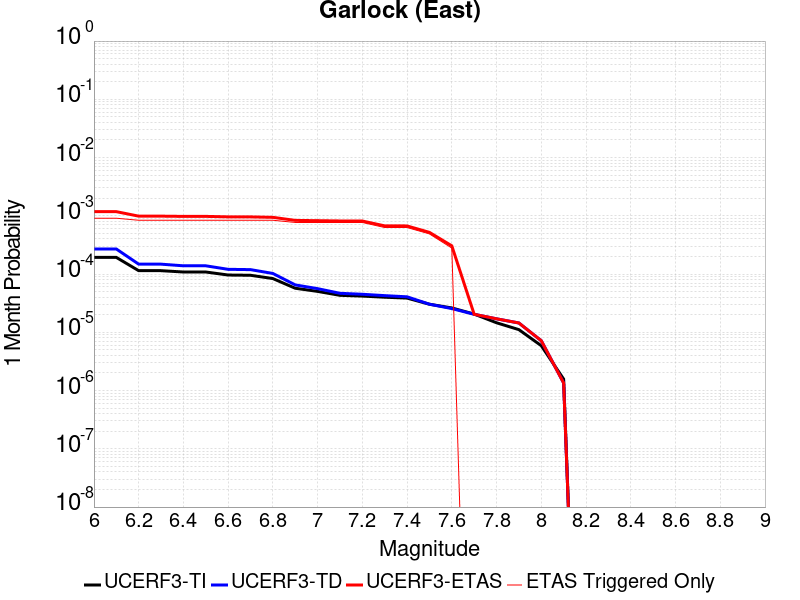 Garlock (East)
10^0
10^-1
10^-2
10^-3
10^-4
10^-5
10^-6
10^-7
10^-8
1 Month Probability
6 6.2 6.4 6.6 6.8 7 7.2 7.4 7.6 7.8 8 8.2 8.4 8.6 8.8 9
Magnitude
UCERF3-TI UCERF3-TD UCERF3-ETAS ETAS Triggered Only